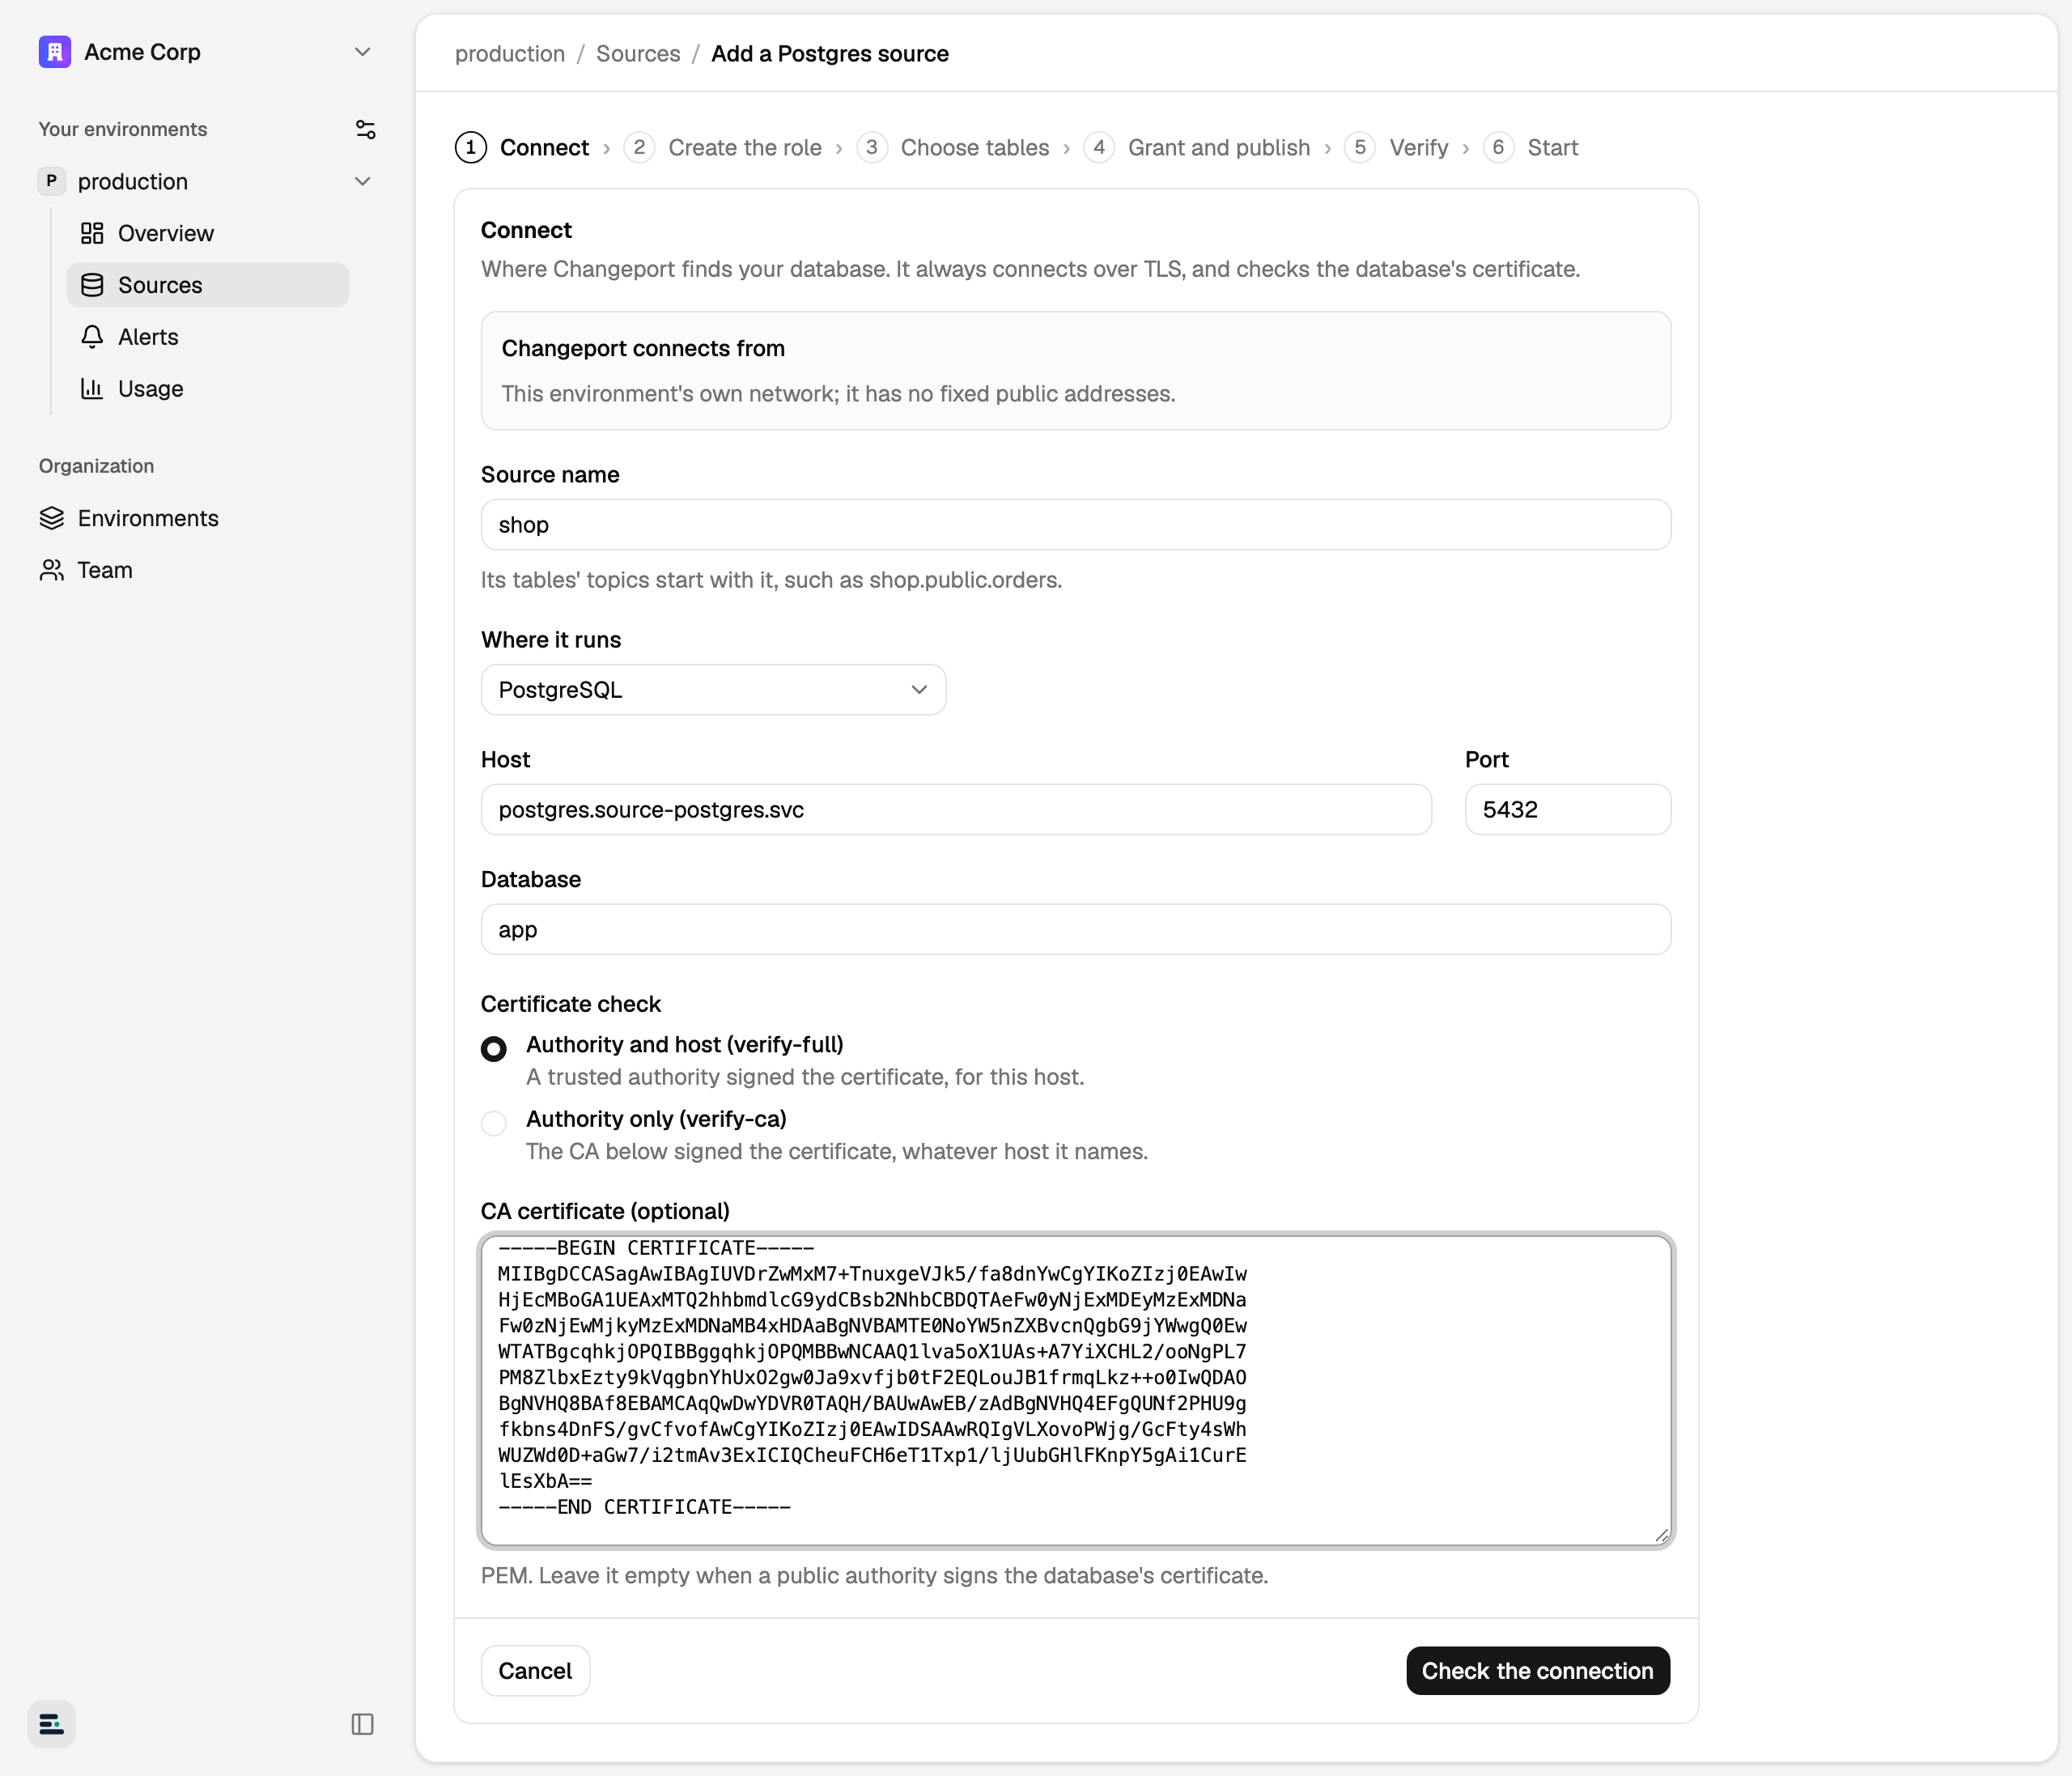 Acme Corp
Your environments
P production
Overview
Sources
Alerts
Usage
Organization
Environments
Team
production / Sources / Add a Postgres source
1 Connect › 2 Create the role › 3 Choose tables › 4 Grant and publish › 5 Verify › 6 Start
Connect
Where Changeport finds your database. It always connects over TLS, and checks the database's certificate.
Changeport connects from
This environment's own network; it has no fixed public addresses.
Source name
shop
Its tables' topics start with it, such as shop.public.orders.
Where it runs
PostgreSQL
Host
Port
postgres.source-postgres.svc
5432
Database
app
Certificate check
Authority and host (verify-full)
A trusted authority signed the certificate, for this host.
Authority only (verify-ca)
The CA below signed the certificate, whatever host it names.
CA certificate (optional)
-----BEGIN CERTIFICATE-----
MIIBgDCCASagAwIBAgIUVDrZwMxM7+TnuxgeVJk5/fa8dnYwCgYIKoZIzj0EAwIw
HjEcMBoGA1UEAxMTQ2hhbmdlcG9ydCBsb2NhbCBDQTAeFw0yNjExMDEyMzExMDNa
Fw0zNjEwMjkyMzExMDNaMB4xHDAaBgNVBAMTE0NoYW5nZXBvcnQgbG9jYWwgQ0Ew
WTATBgcqhkjOPQIBBggqhkjOPQMBBwNCAAQ1lva5oX1UAs+A7YiXCHL2/ooNgPL7
PM8ZlbxEzty9kVqgbnYhUxO2gw0Ja9xvfjb0tF2EQLouJB1frmqLkz++o0IwQDAO
BgNVHQ8BAf8EBAMCAqQwDwYDVR0TAQH/BAUwAwEB/zAdBgNVHQ4EFgQUNf2PHU9g
fkbns4DnFS/gvCfvofAwCgYIKoZIzj0EAwIDSAAwRQIgVLXovoPWjg/GcFty4sWh
WUZWd0D+aGw7/i2tmAv3ExICIQCheuFCH6eT1Txp1/ljUubGHlFKnpY5gAi1CurE
lEsXbA==
-----END CERTIFICATE-----
PEM. Leave it empty when a public authority signs the database's certificate.
Cancel
Check the connection